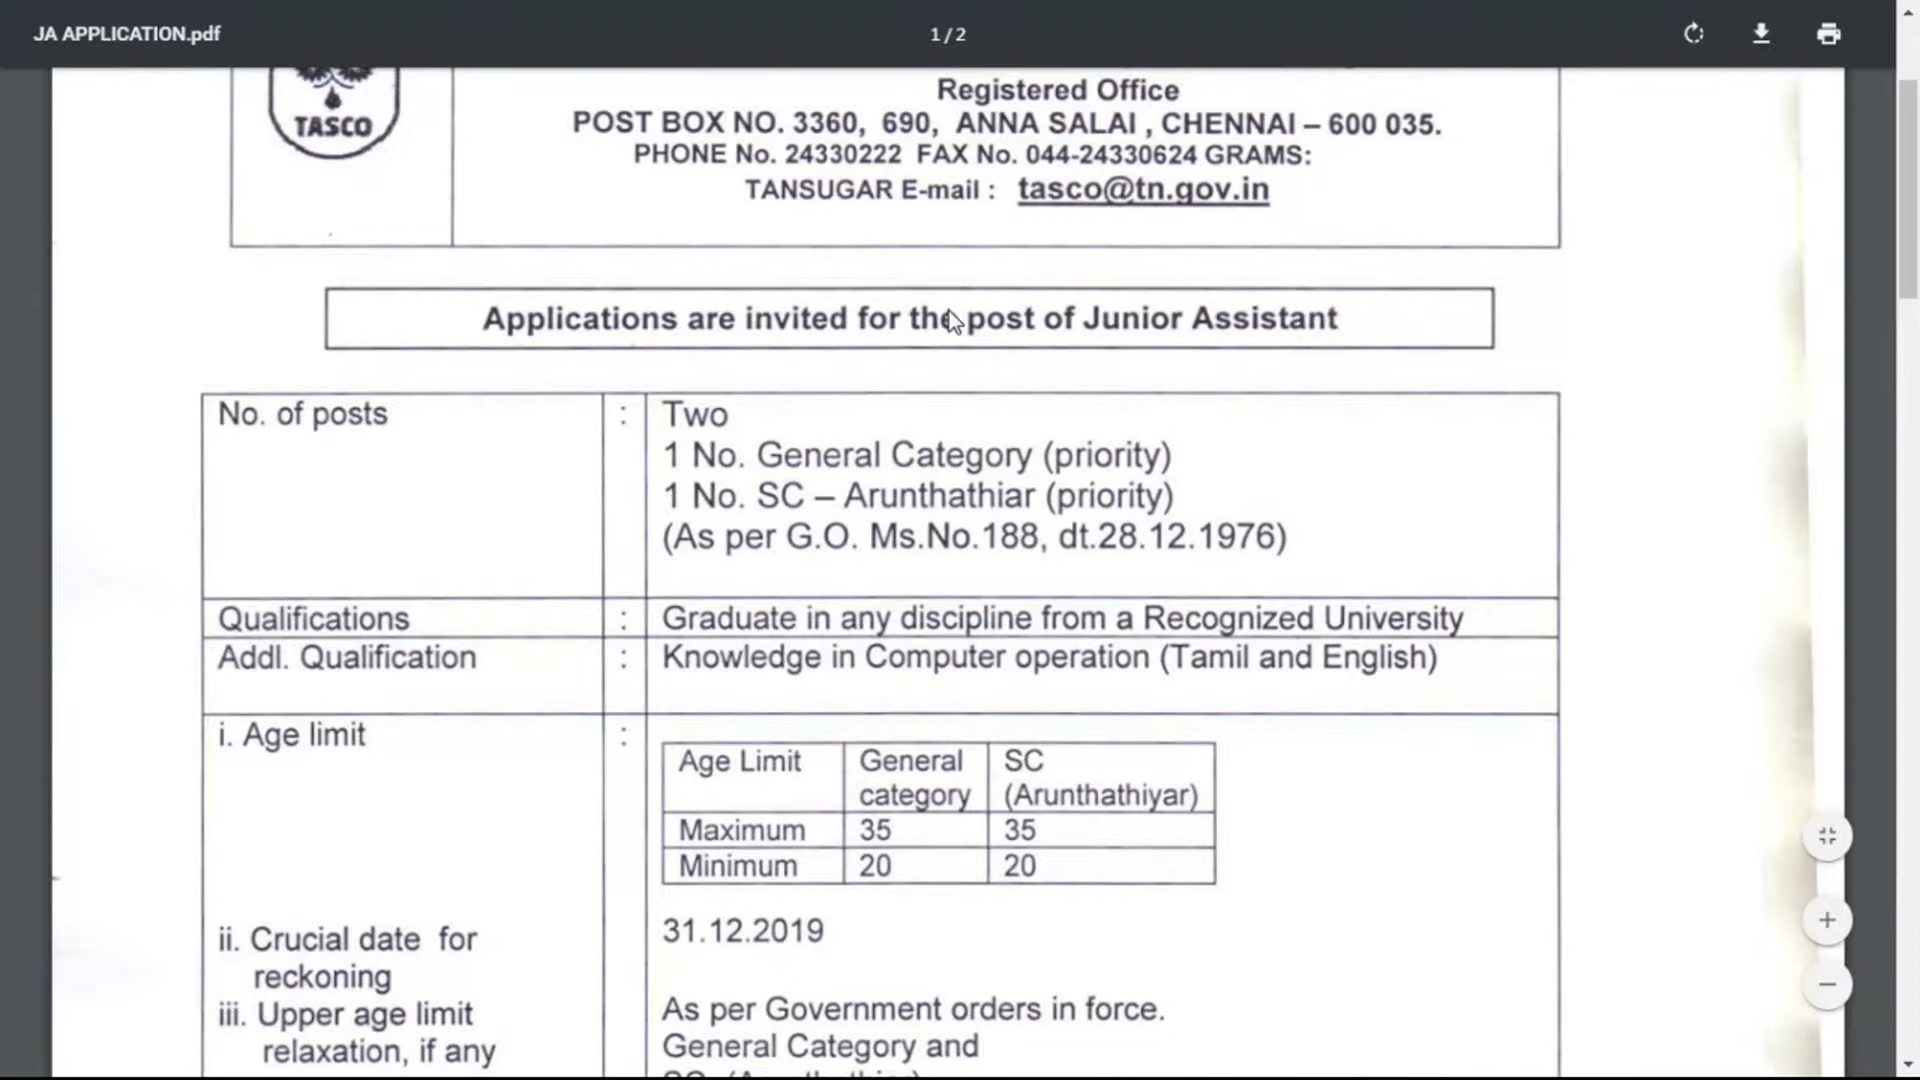 JA APPLICATION.pdf
1 / 2
TASCO
Registered Office
POST BOX NO. 3360, 690, ANNA SALAI , CHENNAI – 600 035.
PHONE No. 24330222 FAX No. 044-24330624 GRAMS:
TANSUGAR E-mail : tasco@tn.gov.in
Applications are invited for the post of Junior Assistant
No. of posts : Two
1 No. General Category (priority)
1 No. SC – Arunthathiar (priority)
(As per G.O. Ms.No.188, dt.28.12.1976)
Qualifications : Graduate in any discipline from a Recognized University
Addl. Qualification : Knowledge in Computer operation (Tamil and English)
i. Age limit :
Age Limit General category SC (Arunthathiyar)
Maximum 35 35
Minimum 20 20
ii. Crucial date for reckoning 31.12.2019
iii. Upper age limit relaxation, if any As per Government orders in force.
General Category and